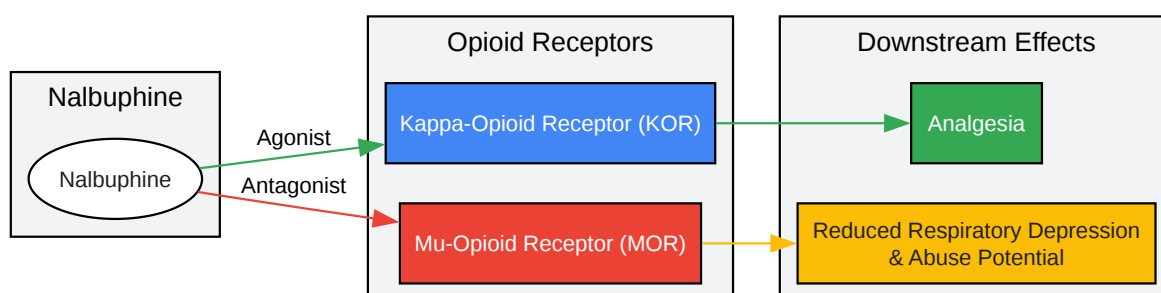 Nalbuphine
Nalbuphine
Agonist
Antagonist
Opioid Receptors
Kappa-Opioid Receptor (KOR)
Mu-Opioid Receptor (MOR)
Downstream Effects
Analgesia
Reduced Respiratory Depression
& Abuse Potential